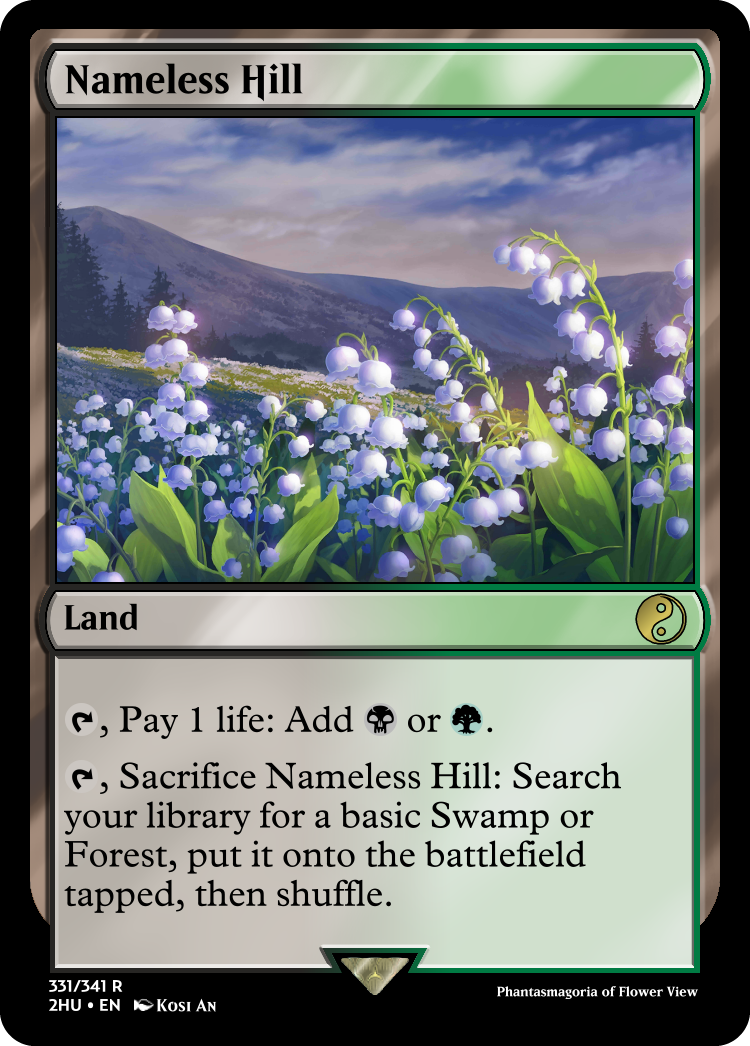 Nameless Hill
Land
, Pay 1 life: Add or .
, Sacrifice Nameless Hill: Search
your library for a basic Swamp or
Forest, put it onto the battlefield
tapped, then shuffle.
331/341 R
2HU • EN Kosi An
Phantasmagoria of Flower View